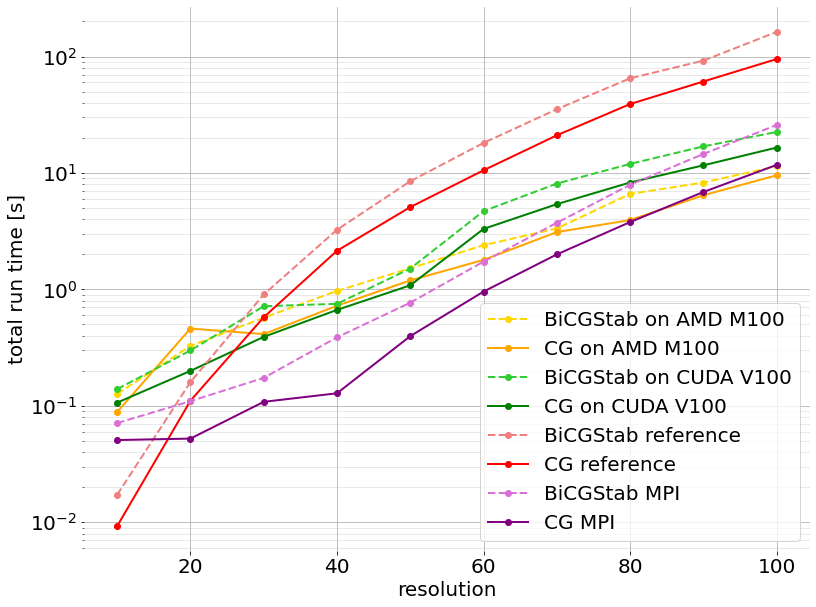 10²
10¹
10⁰
10⁻¹
10⁻²
total run time [s]
20
40
60
80
100
resolution
BiCGStab on AMD M100
CG on AMD M100
BiCGStab on CUDA V100
CG on CUDA V100
BiCGStab reference
CG reference
BiCGStab MPI
CG MPI